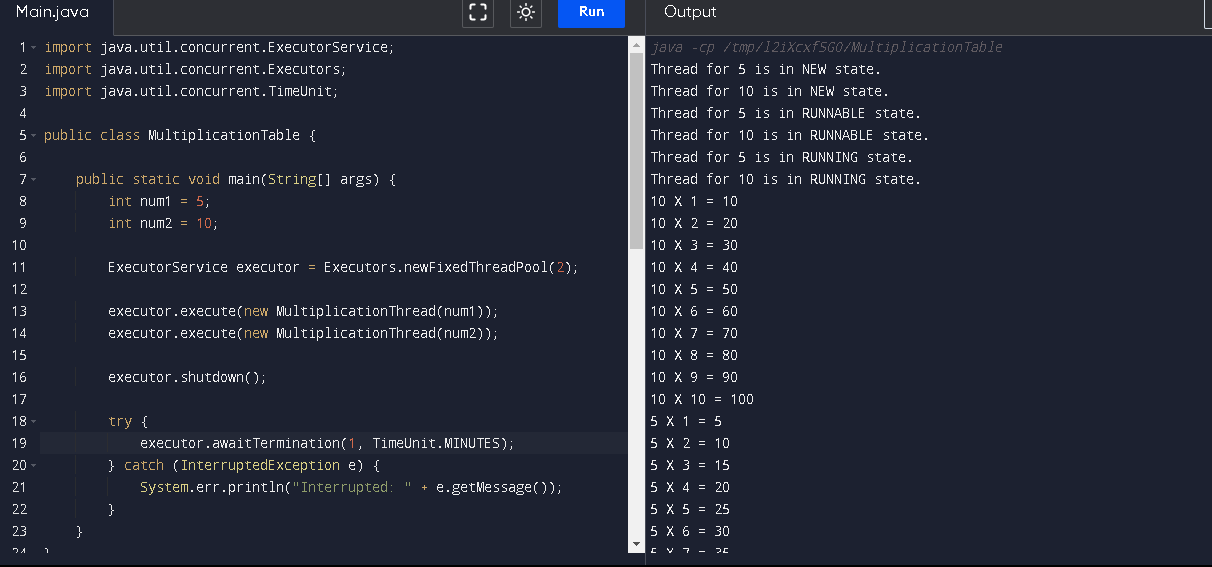 Main.java
Run
Output
1 import java.util.concurrent.ExecutorService;
2 import java.util.concurrent.Executors;
3 import java.util.concurrent.TimeUnit;
4
5 public class MultiplicationTable {
6
7 public static void main(String[] args) {
8 int num1 = 5;
9 int num2 = 10;
10
11 ExecutorService executor = Executors.newFixedThreadPool(2);
12
13 executor.execute(new MultiplicationThread(num1));
14 executor.execute(new MultiplicationThread(num2));
15
16 executor.shutdown();
17
18 try {
19 executor.awaitTermination(1, TimeUnit.MINUTES);
20 } catch (InterruptedException e) {
21 System.err.println("Interrupted: " + e.getMessage());
22 }
23 }
24 }
java -cp /tmp/l2iXcxfSGO/MultiplicationTable
Thread for 5 is in NEW state.
Thread for 10 is in NEW state.
Thread for 5 is in RUNNABLE state.
Thread for 10 is in RUNNABLE state.
Thread for 5 is in RUNNING state.
Thread for 10 is in RUNNING state.
10 X 1 = 10
10 X 2 = 20
10 X 3 = 30
10 X 4 = 40
10 X 5 = 50
10 X 6 = 60
10 X 7 = 70
10 X 8 = 80
10 X 9 = 90
10 X 10 = 100
5 X 1 = 5
5 X 2 = 10
5 X 3 = 15
5 X 4 = 20
5 X 5 = 25
5 X 6 = 30
5 X 7 = 35